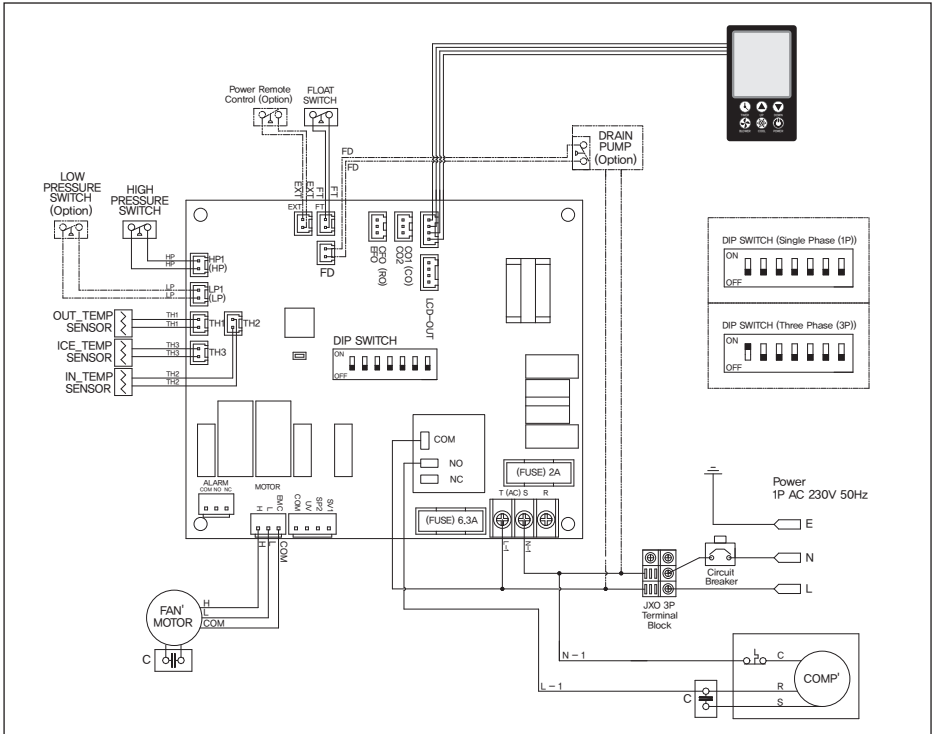 Power Remote
Control (Option)
FLOAT
SWITCH
LOW
PRESSURE
SWITCH
(Option)
HIGH
PRESSURE
SWITCH
DRAIN
PUMP
(Option)
FD
FD
EXT
EXT
FT
FT
EXT
FT
FD
EFO
CFO (RO)
CO2
CO1 (CO)
LCD-OUT
HP
HP
HP1
(HP)
LP
LP
LP1
(LP)
OUT_TEMP
SENSOR
TH1
TH1
TH1
TH2
ICE_TEMP
SENSOR
TH3
TH3
TH3
IN_TEMP
SENSOR
TH2
TH2
DIP SWITCH
ON
OFF
DIP SWITCH (Single Phase (1P))
ON
OFF
DIP SWITCH (Three Phase (3P))
ON
OFF
COM
NO
NC
(FUSE) 2A
T (AC) S R
(FUSE) 6,3A
L-1
N-1
ALARM
COM NO NC
MOTOR
H
L
EMC
COM
UV
SP2
SV1
H
L
COM
FAN'
MOTOR
H
L
COM
C
Power
1P AC 230V 50Hz
E
N
L
Circuit
Breaker
JXO 3P
Terminal
Block
N-1
L-1
C
C
R
S
COMP'